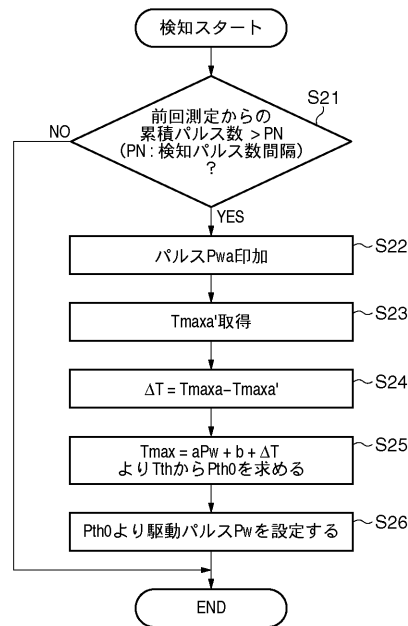 検知スタート
S21
前回測定からの
累積パルス数 > PN
(PN : 検知パルス数間隔)
?
NO
YES
S22
パルスPwa印加
S23
Tmaxa'取得
S24
ΔT = Tmaxa−Tmaxa'
S25
Tmax = aPw + b + ΔT
よりTthからPth0を求める
S26
Pth0より駆動パルスPwを設定する
END